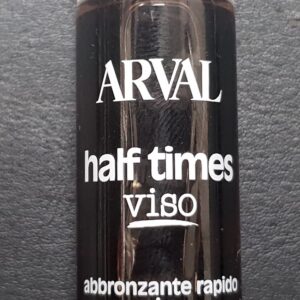 ARVAL
half times
viso
abbronzante rapido